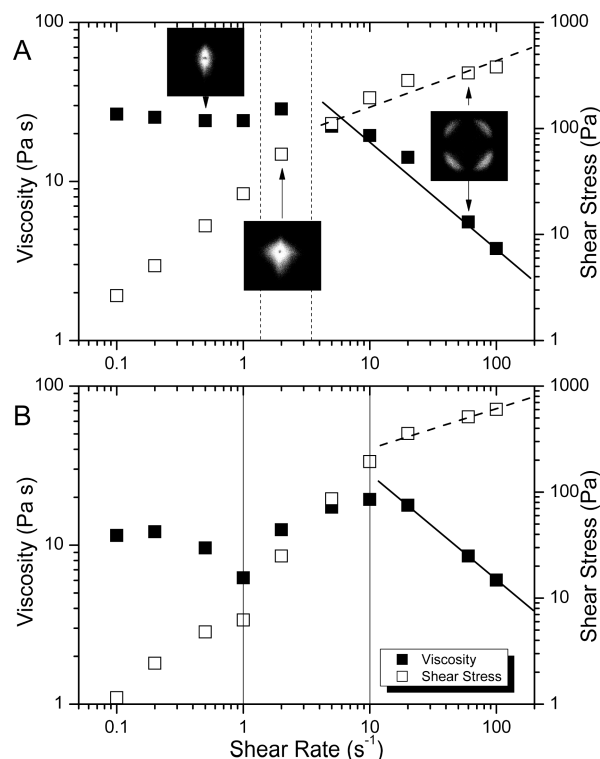 A
100
10
1
Viscosity (Pa s)
0.1 1 10 100
1000
100
10
1
Shear Stress (Pa)
B
100
10
1
Viscosity (Pa s)
1000
100
10
1
Shear Stress (Pa)
Viscosity
Shear Stress
0.1 1 10 100
Shear Rate (s⁻¹)